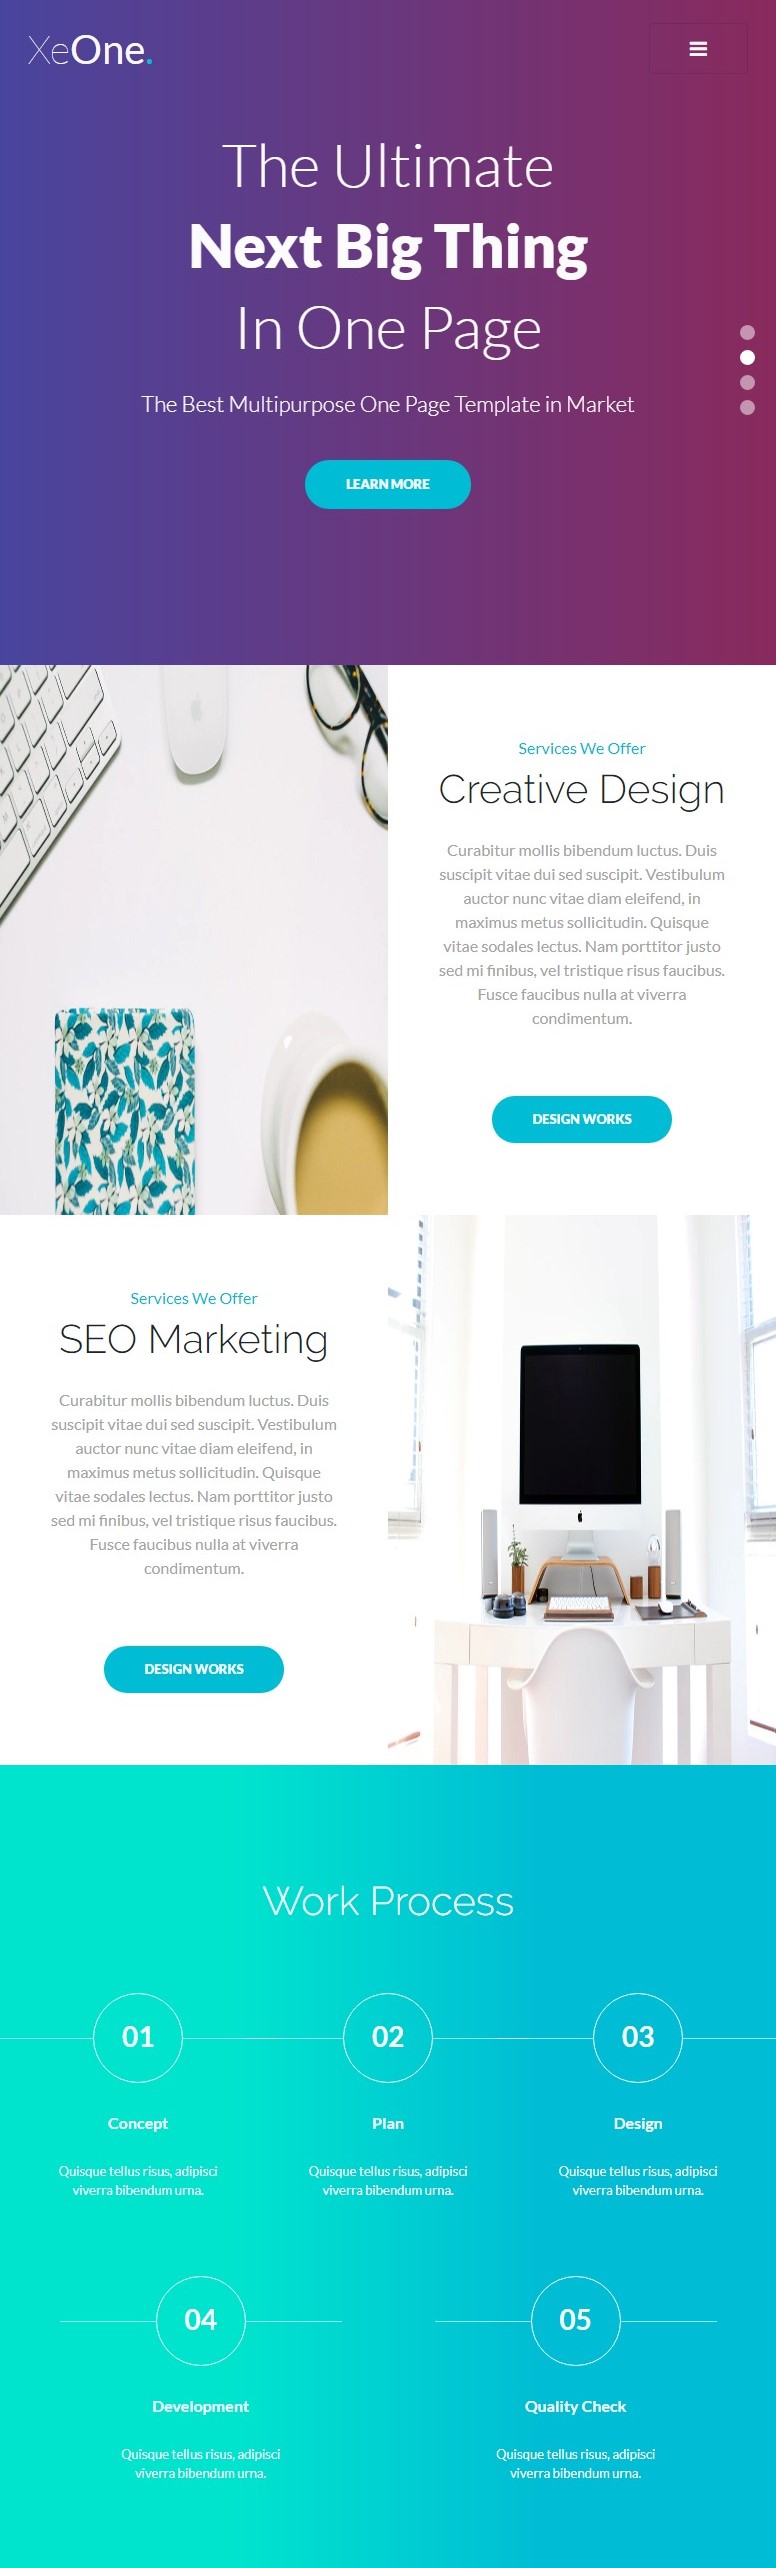 XeOne.
The Ultimate
Next Big Thing
In One Page
The Best Multipurpose One Page Template in Market
LEARN MORE
Services We Offer
Creative Design
Curabitur mollis bibendum luctus. Duis
suscipit vitae dui sed suscipit. Vestibulum
auctor nunc vitae diam eleifend, in
maximus metus sollicitudin. Quisque
vitae sodales lectus. Nam porttitor justo
sed mi finibus, vel tristique risus faucibus.
Fusce faucibus nulla at viverra
condimentum.
DESIGN WORKS
Services We Offer
SEO Marketing
Curabitur mollis bibendum luctus. Duis
suscipit vitae dui sed suscipit. Vestibulum
auctor nunc vitae diam eleifend, in
maximus metus sollicitudin. Quisque
vitae sodales lectus. Nam porttitor justo
sed mi finibus, vel tristique risus faucibus.
Fusce faucibus nulla at viverra
condimentum.
DESIGN WORKS
Work Process
01
Concept
Quisque tellus risus, adipisci
viverra bibendum urna.
02
Plan
Quisque tellus risus, adipisci
viverra bibendum urna.
03
Design
Quisque tellus risus, adipisci
viverra bibendum urna.
04
Development
Quisque tellus risus, adipisci
viverra bibendum urna.
05
Quality Check
Quisque tellus risus, adipisci
viverra bibendum urna.